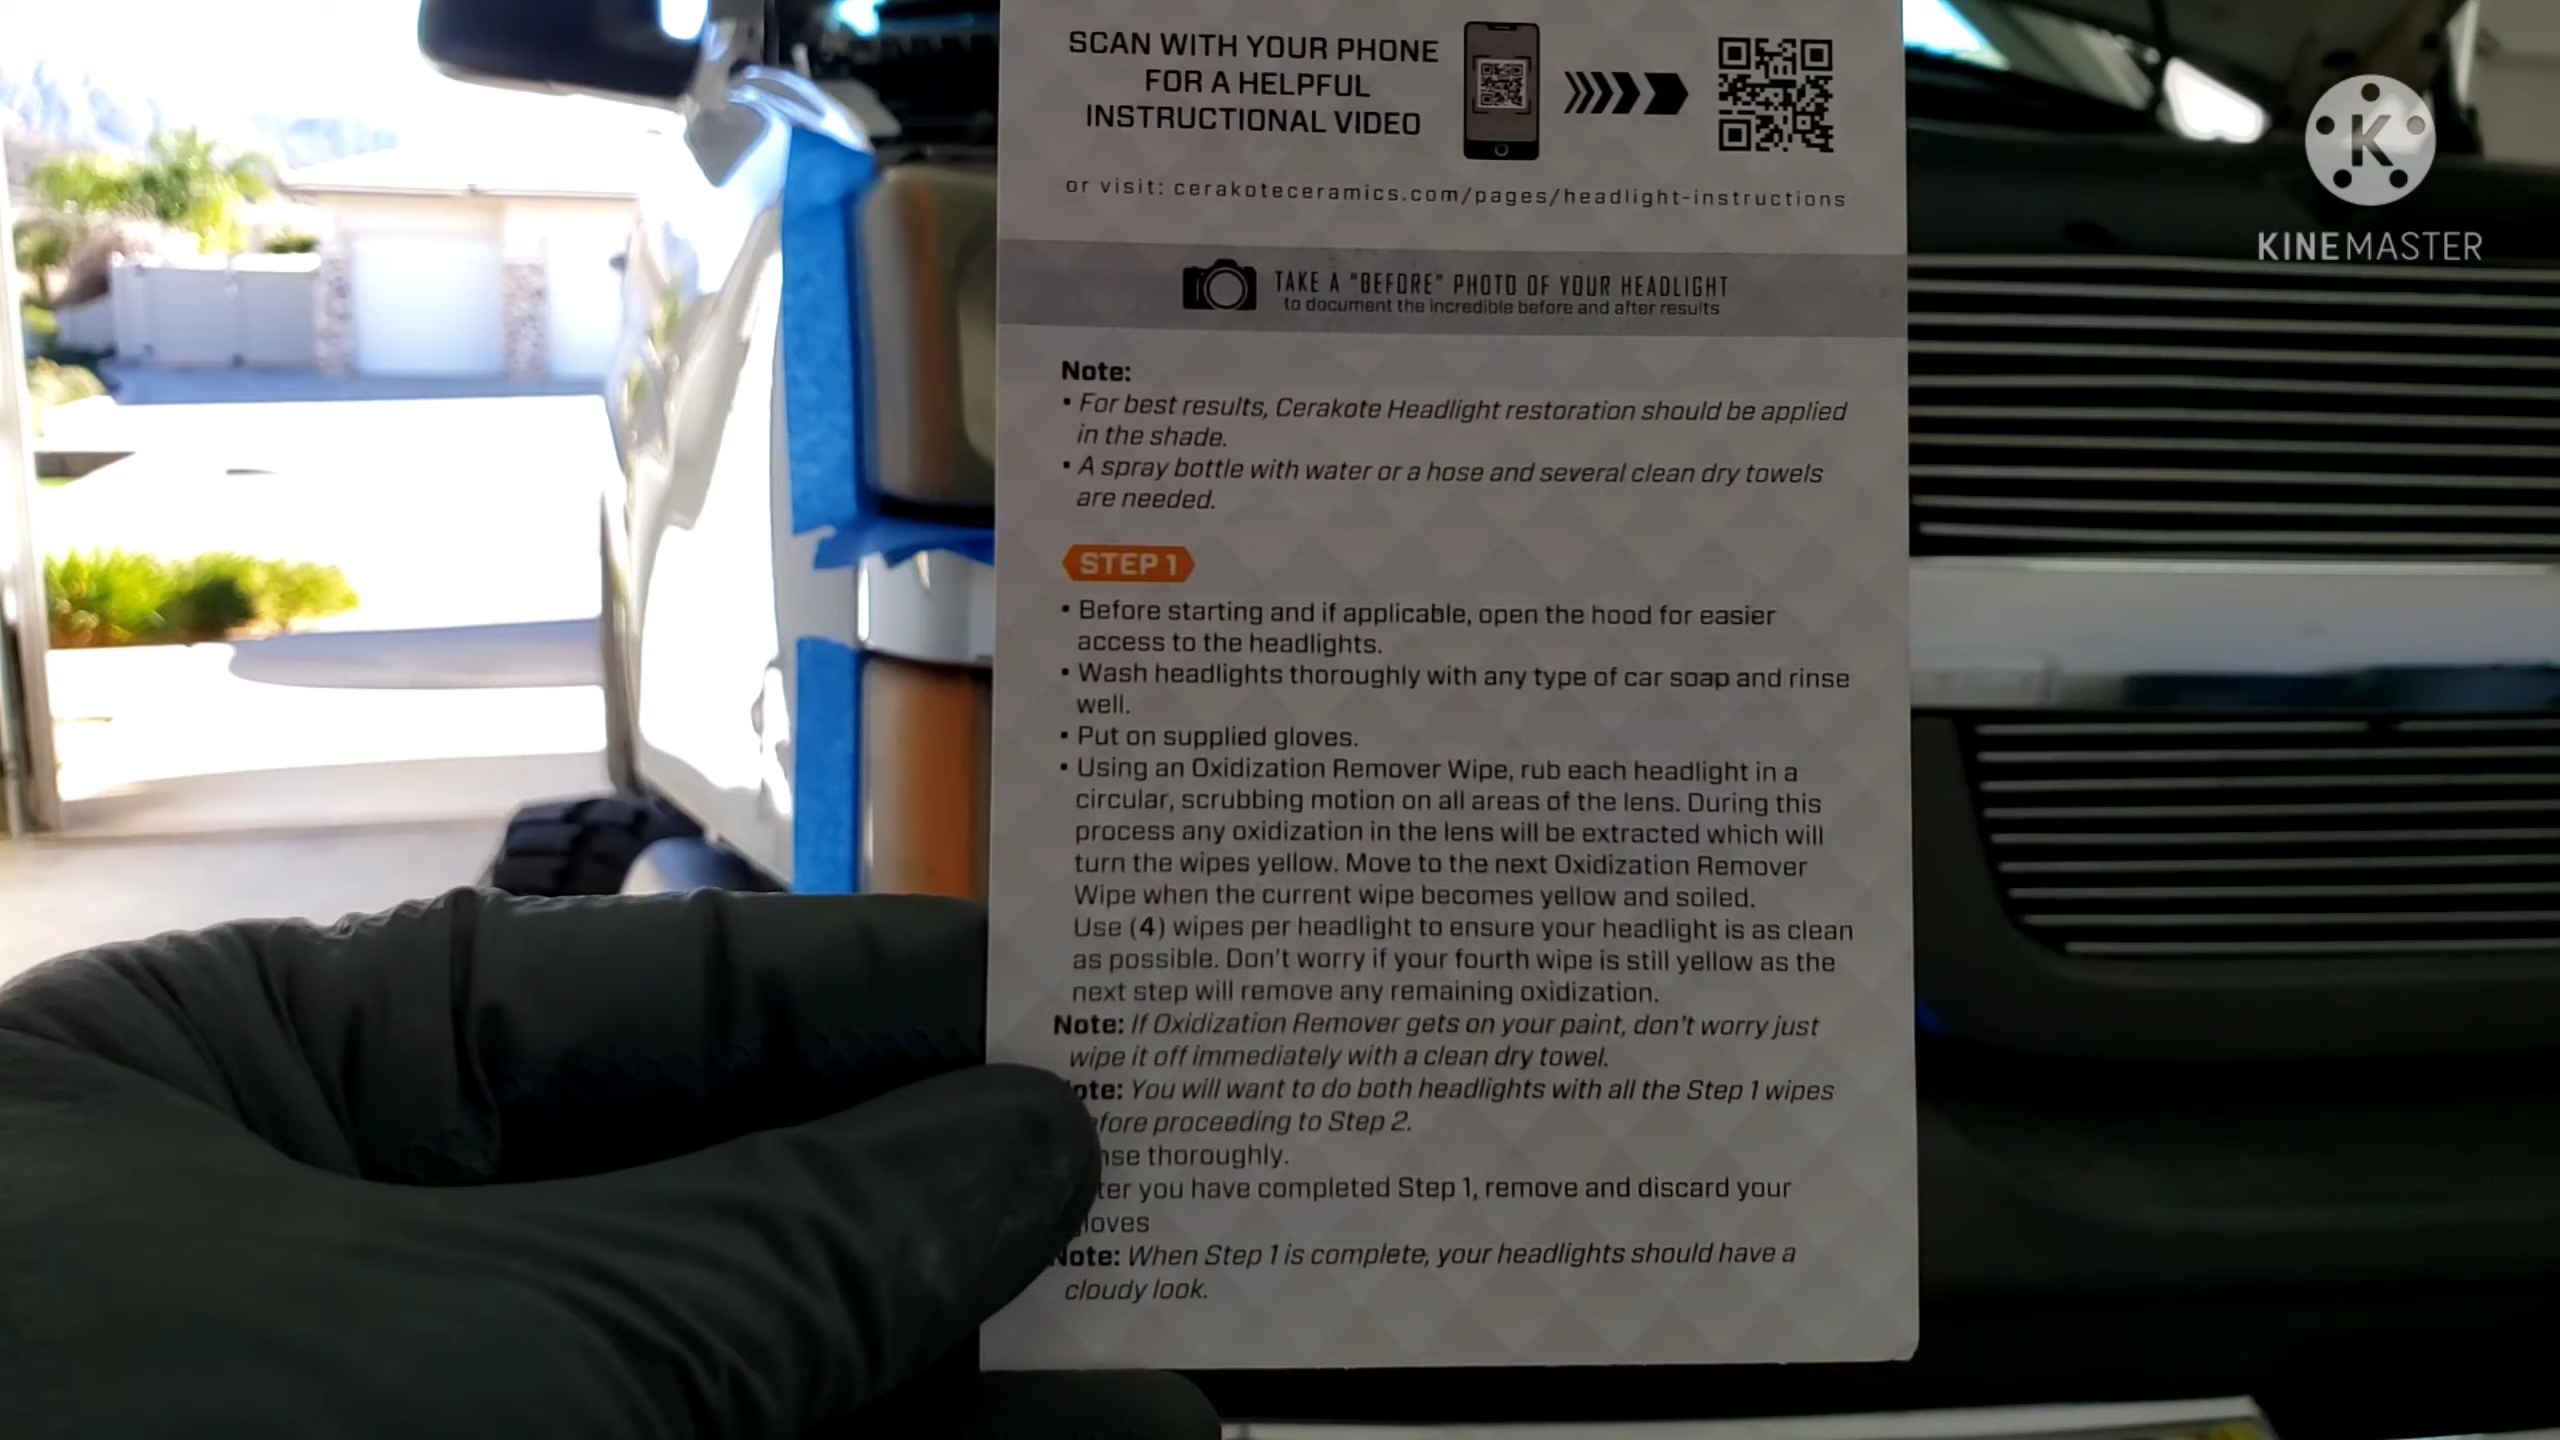 SCAN WITH YOUR PHONE
FOR A HELPFUL
INSTRUCTIONAL VIDEO
or visit: cerakoteceramics.com/pages/headlight-instructions
K
KINEMASTER
TAKE A "BEFORE" PHOTO OF YOUR HEADLIGHT
to document the incredible before and after results
Note:
• For best results, Cerakote Headlight restoration should be applied
in the shade.
• A spray bottle with water or a hose and several clean dry towels
are needed.
STEP 1
• Before starting and if applicable, open the hood for easier
access to the headlights.
• Wash headlights thoroughly with any type of car soap and rinse
well.
• Put on supplied gloves.
• Using an Oxidization Remover Wipe, rub each headlight in a
circular, scrubbing motion on all areas of the lens. During this
process any oxidization in the lens will be extracted which will
turn the wipes yellow. Move to the next Oxidization Remover
Wipe when the current wipe becomes yellow and soiled.
Use (4) wipes per headlight to ensure your headlight is as clean
as possible. Don't worry if your fourth wipe is still yellow as the
next step will remove any remaining oxidization.
Note: If Oxidization Remover gets on your paint, don't worry just
wipe it off immediately with a clean dry towel.
ote: You will want to do both headlights with all the Step 1 wipes
fore proceeding to Step 2.
nse thoroughly.
ter you have completed Step 1, remove and discard your
loves
Note: When Step 1 is complete, your headlights should have a
cloudy look.